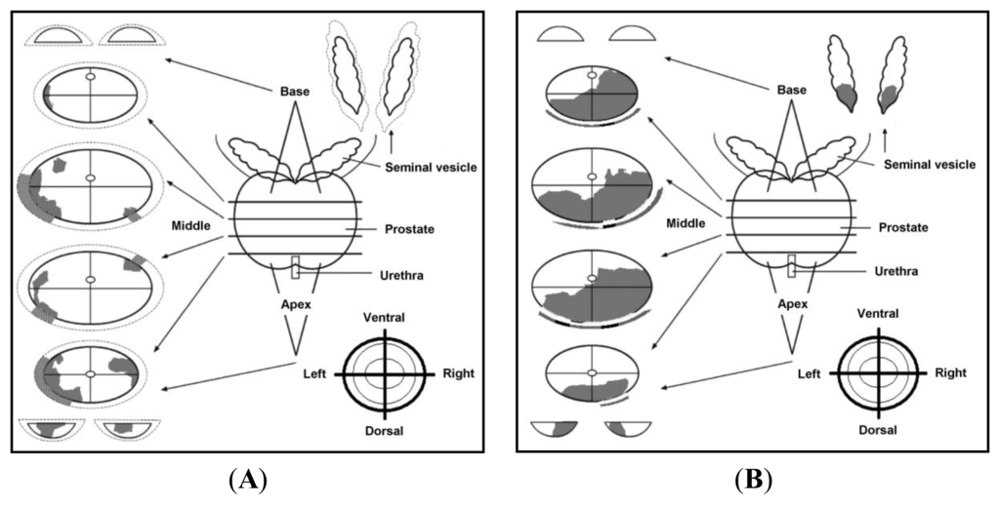 Base
Seminal vesicle
Middle
Prostate
Urethra
Apex
Ventral
Left
Right
Dorsal
(A)
Base
Seminal vesicle
Middle
Prostate
Urethra
Apex
Ventral
Left
Right
Dorsal
(B)